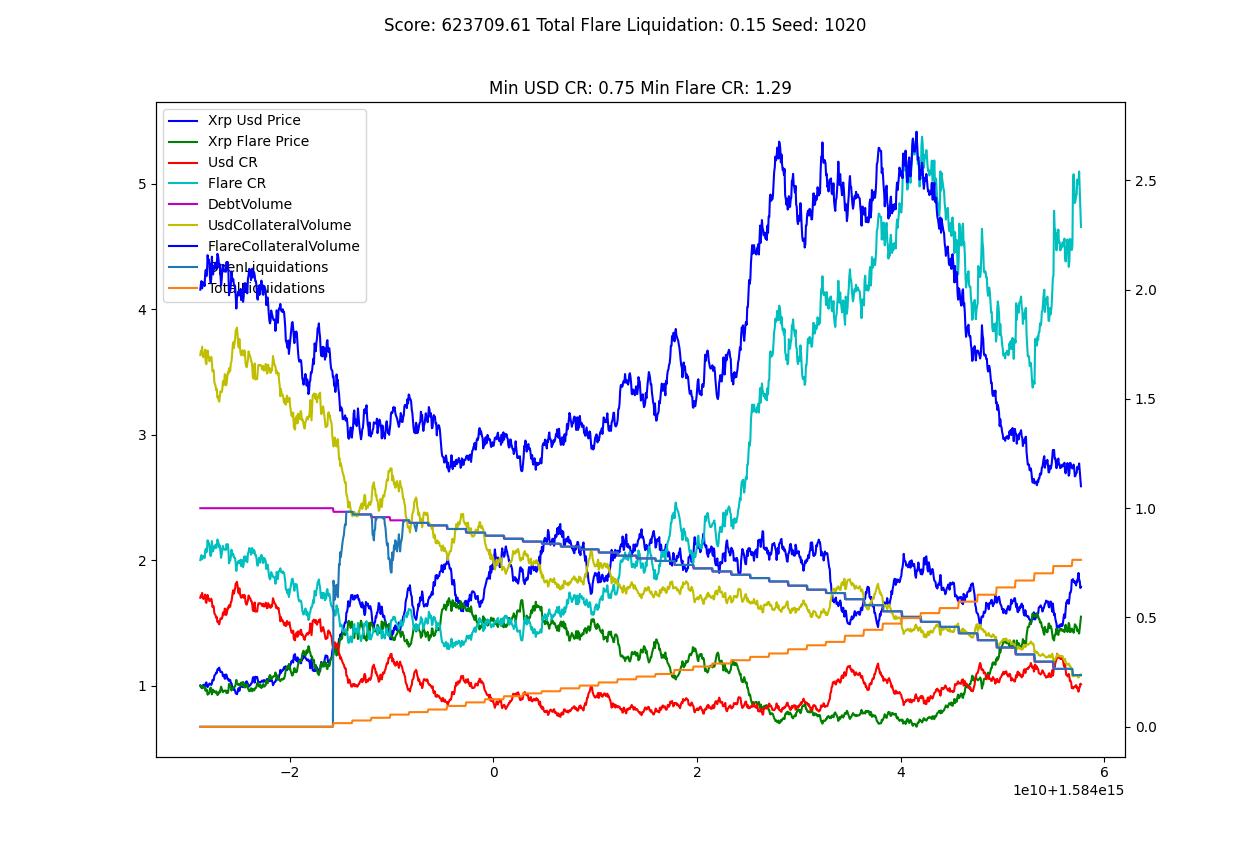 Score: 623709.61 Total Flare Liquidation: 0.15 Seed: 1020
Min USD CR: 0.75 Min Flare CR: 1.29
Xrp Usd Price
Xrp Flare Price
Usd CR
Flare CR
DebtVolume
UsdCollateralVolume
FlareCollateralVolume
OpenLiquidations
TotalLiquidations
5
4
3
2
1
2.5
2.0
1.5
1.0
0.5
0.0
−2
0
2
4
6
1e10+1.584e15